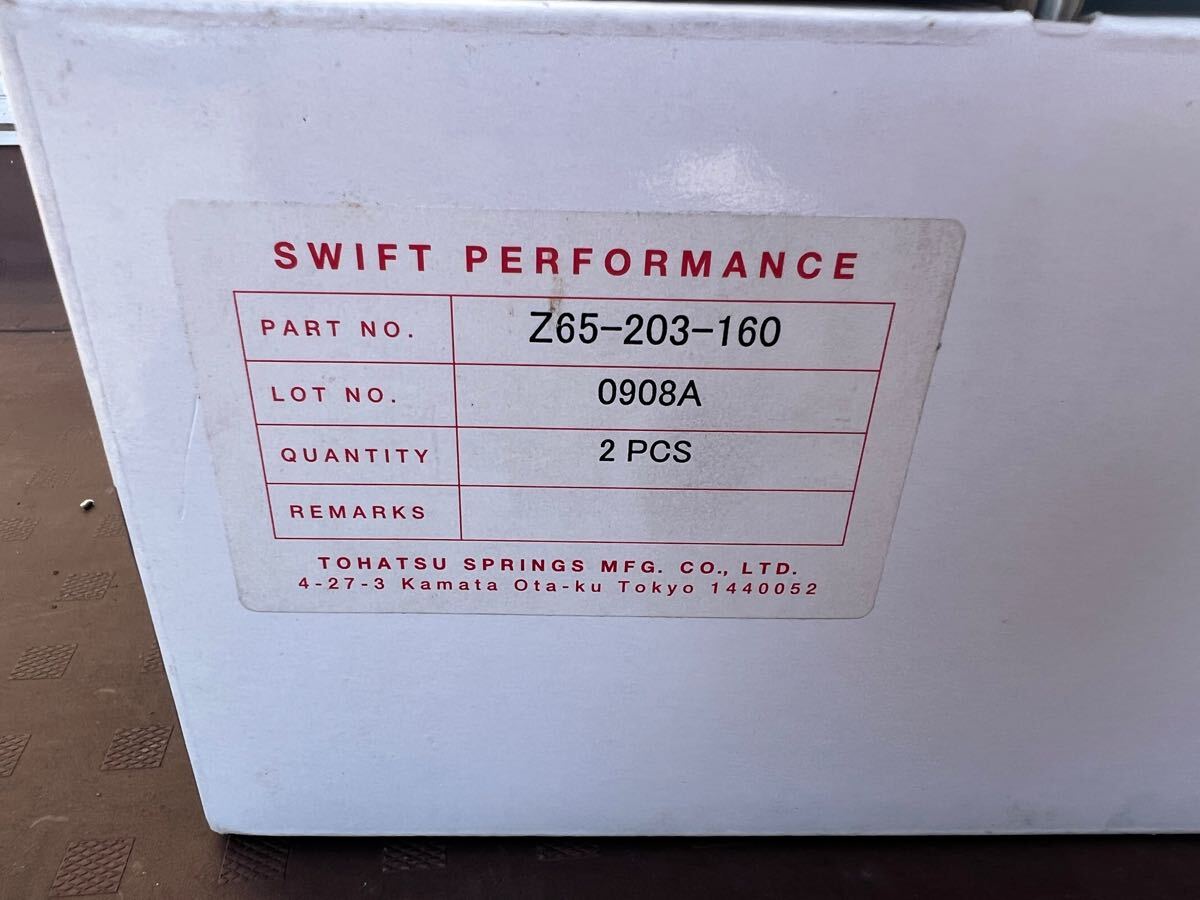 SWIFT PERFORMANCE
PART NO. Z65-203-160
LOT NO. 0908A
QUANTITY 2 PCS
REMARKS
TOHATSU SPRINGS MFG. CO., LTD.
4-27-3 Kamata Ota-ku Tokyo 1440052